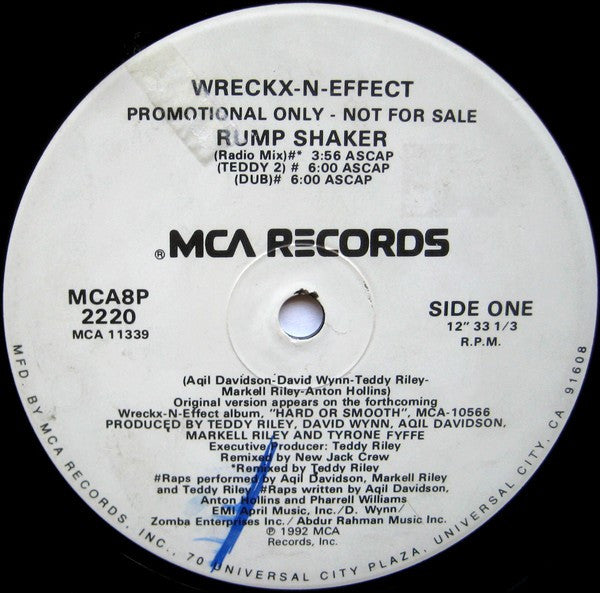 WRECKX-N-EFFECT
PROMOTIONAL ONLY - NOT FOR SALE
RUMP SHAKER
(Radio Mix)#* 3:56 ASCAP
(TEDDY 2) # 6:00 ASCAP
(DUB)# 6:00 ASCAP
® MCA RECORDS
MCA8P
2220
MCA 11339
SIDE ONE
12" 33 1/3
R.P.M.
(Aqil Davidson-David Wynn-Teddy Riley-
Markell Riley-Anton Hollins)
Original version appears on the forthcoming
Wreckx-N-Effect album, "HARD OR SMOOTH", MCA-10566
PRODUCED BY TEDDY RILEY, DAVID WYNN, AQIL DAVIDSON,
MARKELL RILEY AND TYRONE FYFFE
Executive Producer: Teddy Riley
Remixed by New Jack Crew
*Remixed by Teddy Riley
#Raps performed by Aqil Davidson, Markell Riley
and Teddy Riley #Raps written by Aqil Davidson,
Anton Hollins and Pharrell Williams
EMI April Music, Inc./D. Wynn/
Zomba Enterprises Inc./Abdur Rahman Music Inc.
℗ 1992 MCA
Records, Inc.
MFD. BY MCA RECORDS, INC., 70 UNIVERSAL CITY PLAZA, UNIVERSAL CITY, CA 91608